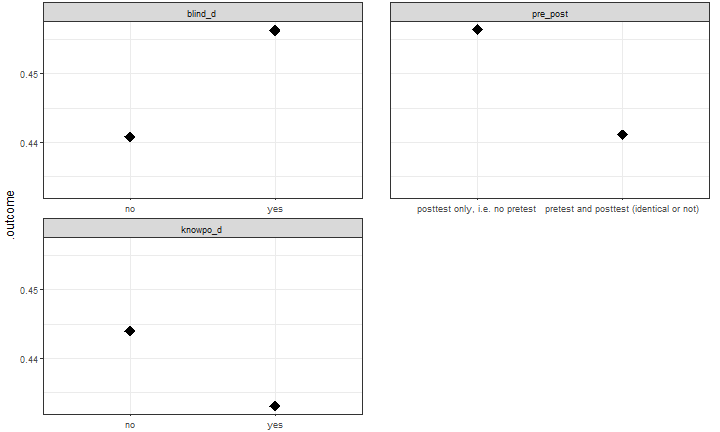 blind_d
pre_post
0.45
0.44
no
yes
posttest only, i.e. no pretest
pretest and posttest (identical or not)
.outcome
knowpo_d
0.45
0.44
no
yes